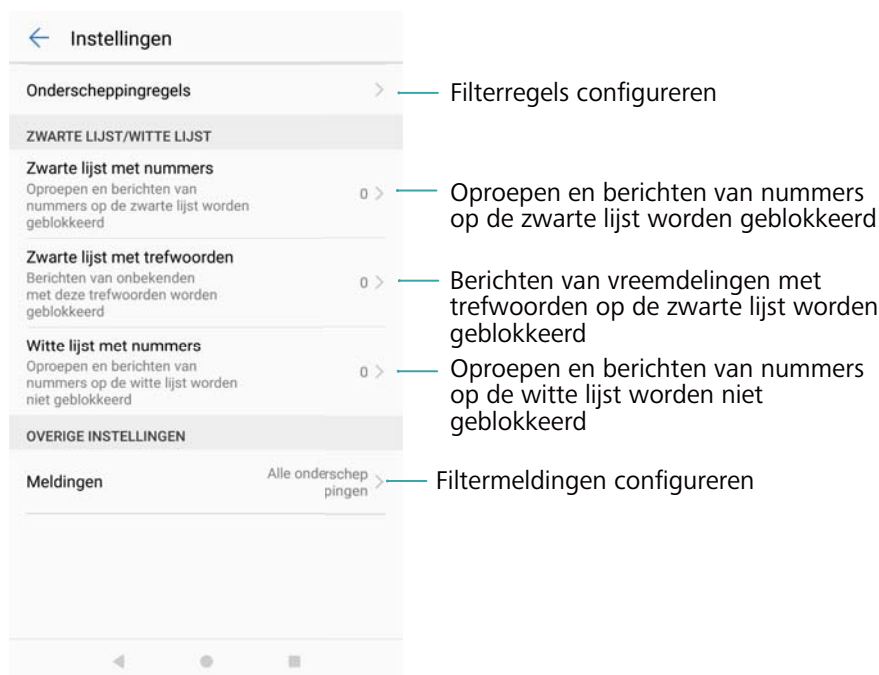 Instellingen
Onderscheppingregels
Filterregels configureren
ZWARTE LIJST/WITTE LIJST
Zwarte lijst met nummers
Oproepen en berichten van
nummers op de zwarte lijst worden
geblokkeerd
0
Oproepen en berichten van nummers
op de zwarte lijst worden geblokkeerd
Zwarte lijst met trefwoorden
Berichten van onbekenden
met deze trefwoorden worden
geblokkeerd
0
Berichten van vreemdelingen met
trefwoorden op de zwarte lijst worden
geblokkeerd
Witte lijst met nummers
Oproepen en berichten van
nummers op de witte lijst worden
niet geblokkeerd
0
Oproepen en berichten van nummers
op de witte lijst worden niet
geblokkeerd
OVERIGE INSTELLINGEN
Meldingen
Alle onderschep
pingen
Filtermeldingen configureren